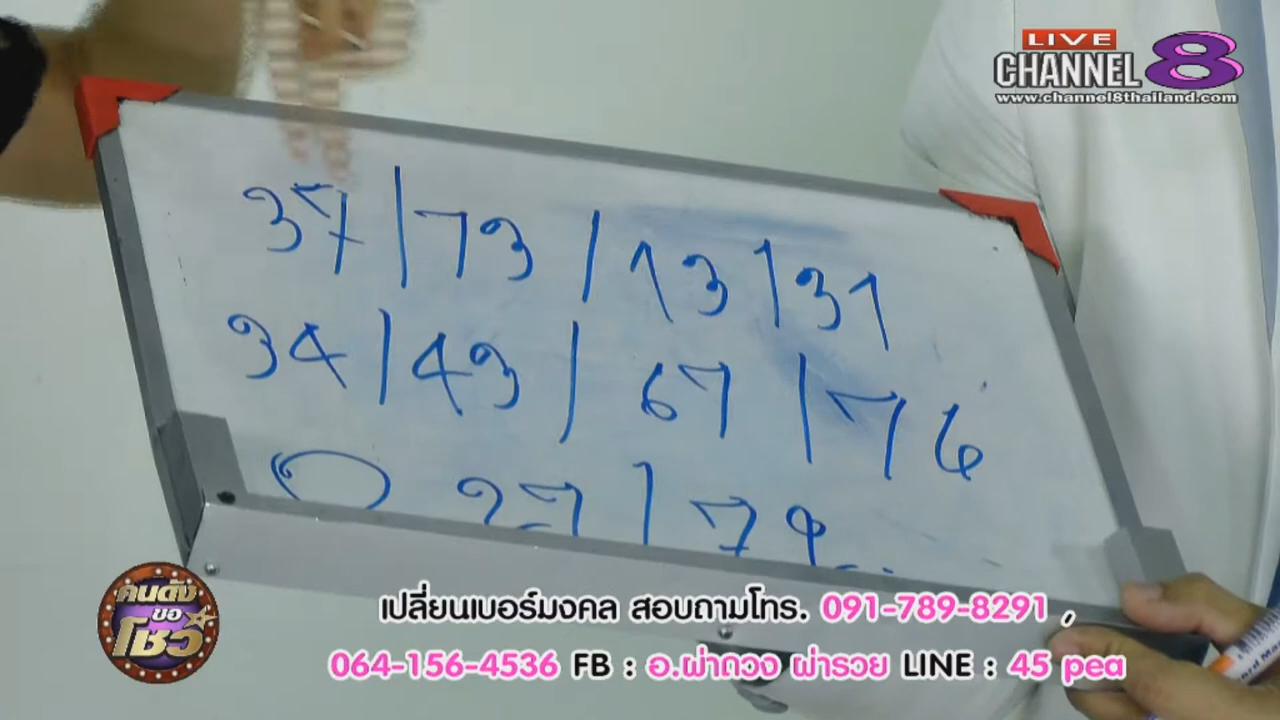 LIVE
CHANNEL 8
www.channel8thailand.com
37 | 73 | 13 | 31
34 | 43 | 67 | 76
27 | 72
คนดัง
ขอ
โชว์
เปลี่ยนเบอร์มงคล สอบถามโทร. 091-789-8291 ,
064-156-4536 FB : อ.ผ่าดวง ผ่ารวย LINE : 45 pea